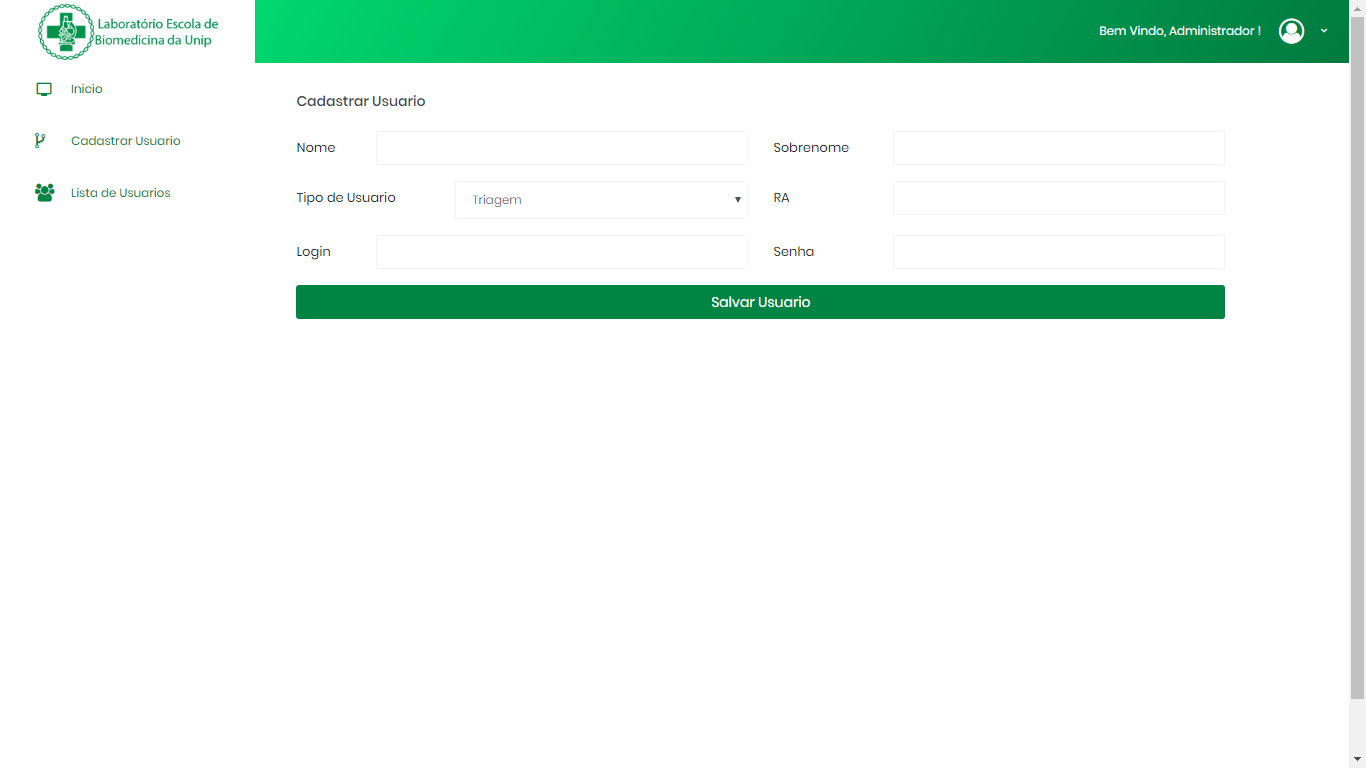 Laboratório Escola de
Biomedicina da Unip
Bem Vindo, Administrador !
Inicio
Cadastrar Usuario
Lista de Usuarios
Cadastrar Usuario
Nome
Sobrenome
Tipo de Usuario
Triagem
RA
Login
Senha
Salvar Usuario